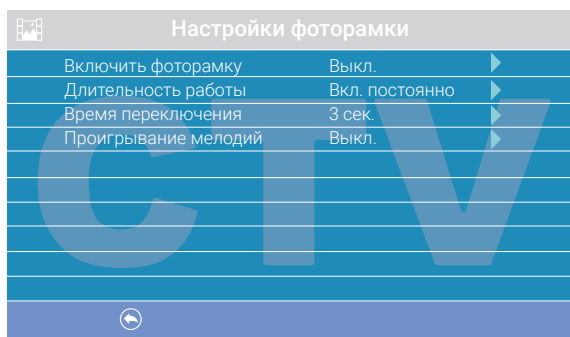 Настройки фоторамки
Включить фоторамку Выкл.
Длительность работы Вкл. постоянно
Время переключения 3 сек.
Проигрывание мелодий Выкл.
CTV